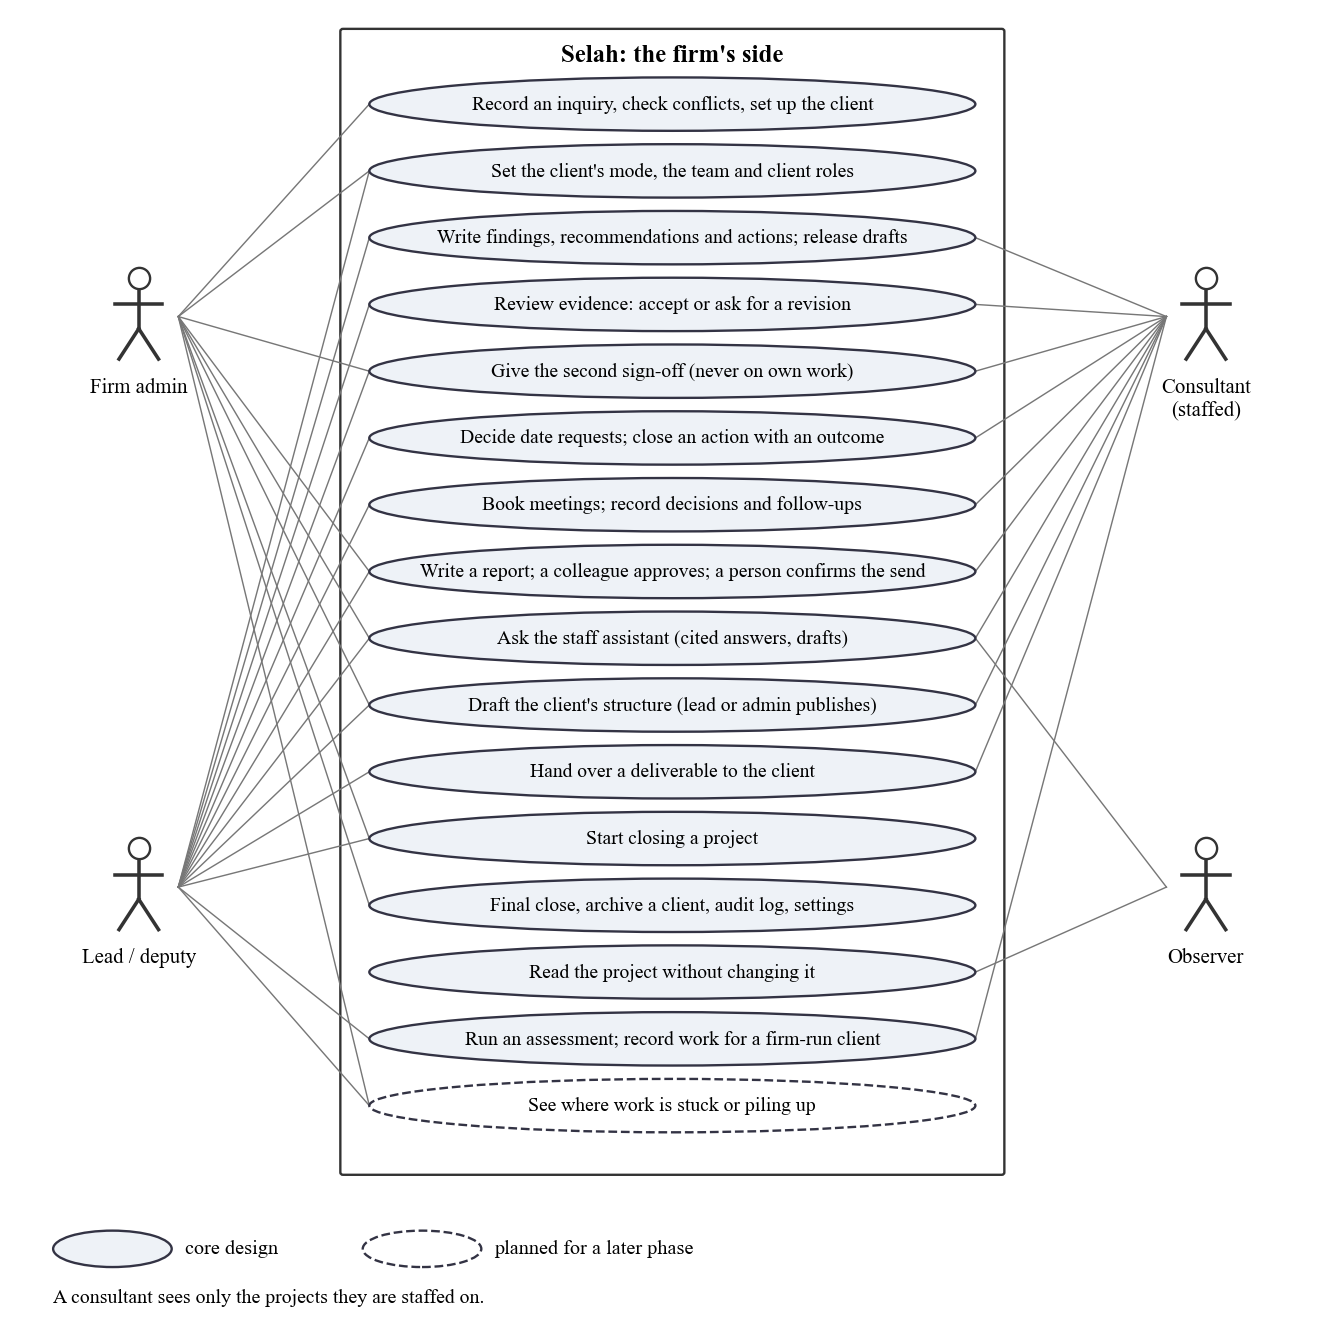 Selah: the firm's side
Record an inquiry, check conflicts, set up the client
Set the client's mode, the team and client roles
Write findings, recommendations and actions; release drafts
Review evidence: accept or ask for a revision
Give the second sign-off (never on own work)
Firm admin
Consultant
(staffed)
Decide date requests; close an action with an outcome
Book meetings; record decisions and follow-ups
Write a report; a colleague approves; a person confirms the send
Ask the staff assistant (cited answers, drafts)
Draft the client's structure (lead or admin publishes)
Hand over a deliverable to the client
Start closing a project
Final close, archive a client, audit log, settings
Lead / deputy
Observer
Read the project without changing it
Run an assessment; record work for a firm-run client
See where work is stuck or piling up
core design
planned for a later phase
A consultant sees only the projects they are staffed on.